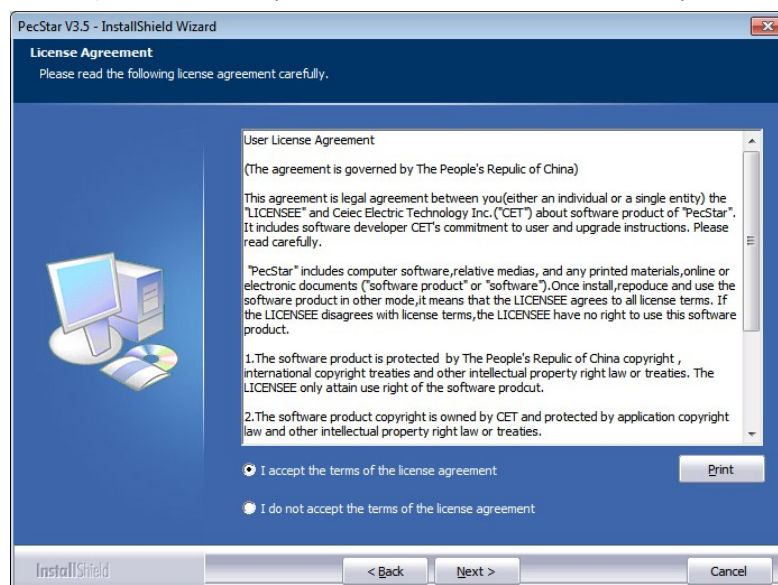 PecStar V3.5 - InstallShield Wizard
License Agreement
Please read the following license agreement carefully.
User License Agreement
(The agreement is governed by The People's Repulic of China)
This agreement is legal agreement between you(either an individual or a single entity) the
"LICENSEE" and Ceiec Electric Technology Inc.("CET") about software product of "PecStar".
It includes software developer CET's commitment to user and upgrade instructions. Please
read carefully.
"PecStar" includes computer software,relative medias, and any printed materials,online or
electronic documents ("software product" or "software").Once install,repoduce and use the
software product in other mode,it means that the LICENSEE agrees to all license terms. If
the LICENSEE disagrees with license terms,the LICENSEE have no right to use this software
product.
1.The software product is protected by The People's Repulic of China copyright ,
international copyright treaties and other intellectual property right law or treaties. The
LICENSEE only attain use right of the software prodcut.
2.The software product copyright is owned by CET and protected by application copyright
law and other intellectual property right law or treaties.
I accept the terms of the license agreement
Print
I do not accept the terms of the license agreement
InstallShield
< Back
Next >
Cancel